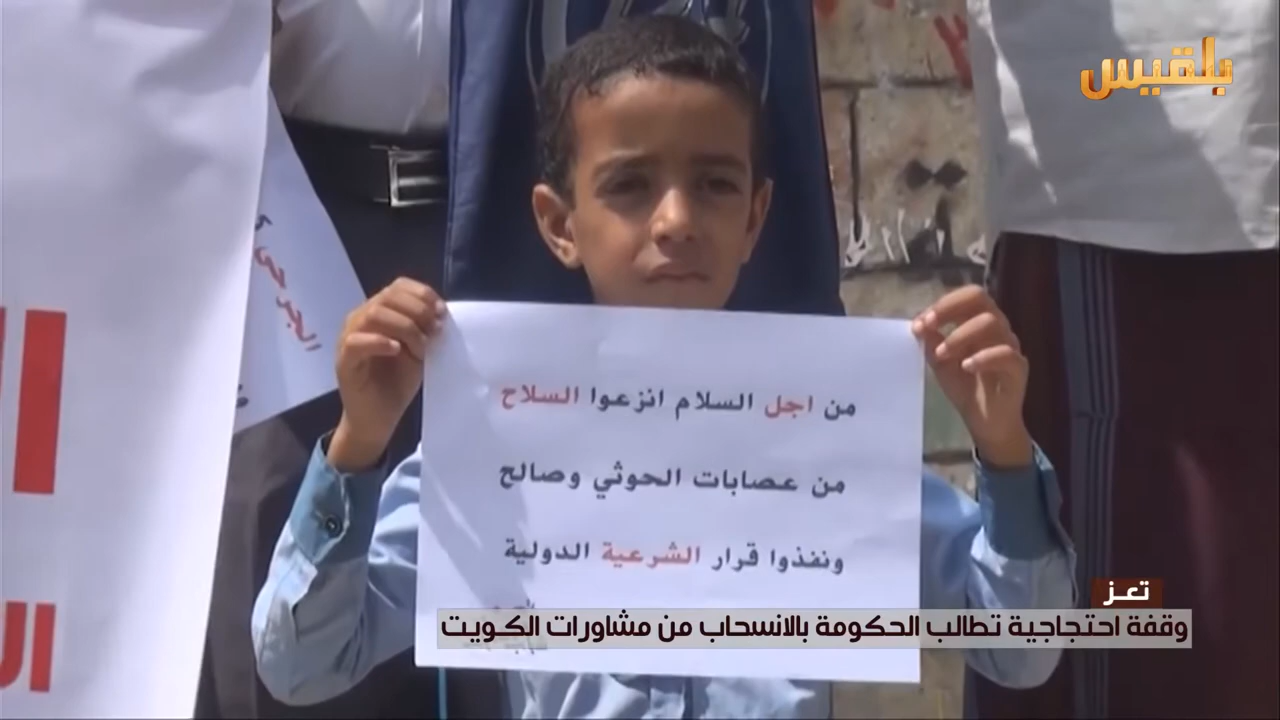 بلقيس
الجرحى
من اجل السلام انزعوا السلاح
من عصابات الحوثي وصالح
ونفذوا قرار الشرعية الدولية
تعز
وقفة احتجاجية تطالب الحكومة بالانسحاب من مشاورات الكويت